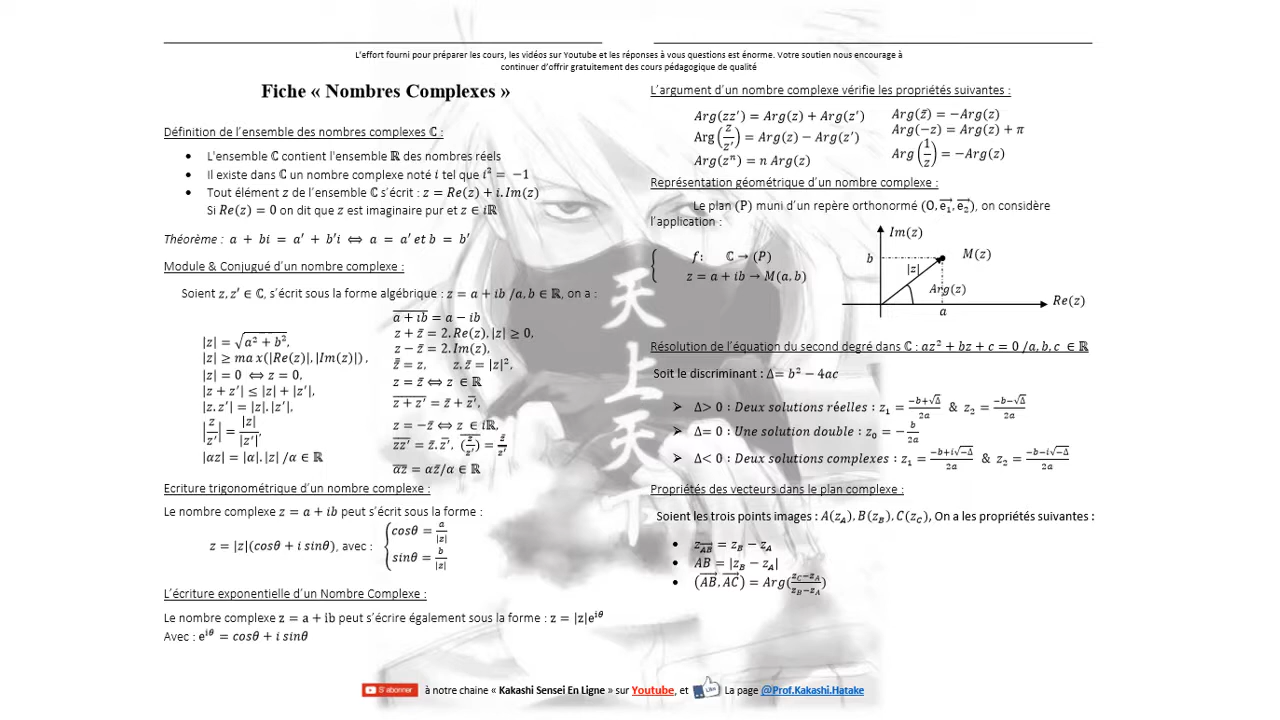 L’effort fourni pour préparer les cours, les vidéos sur Youtube et les réponses à vous questions est énorme. Votre soutien nous encourage à
continuer d’offrir gratuitement des cours pédagogique de qualité
Fiche « Nombres Complexes »
Définition de l’ensemble des nombres complexes ℂ :
• L'ensemble ℂ contient l'ensemble ℝ des nombres réels
• Il existe dans ℂ un nombre complexe noté i tel que i² = −1
• Tout élément z de l’ensemble ℂ s’écrit : z = Re(z) + i.Im(z)
Si Re(z) = 0 on dit que z est imaginaire pur et z ∈ iℝ
Théorème : a + bi = a′ + b′i ⟺ a = a′ et b = b′
Module & Conjugué d’un nombre complexe :
Soient z, z′ ∈ ℂ, s’écrit sous la forme algébrique : z = a + ib /a, b ∈ ℝ, on a :
|z| = √(a² + b²),
|z| ≥ ma x(|Re(z)|, |Im(z)|),
|z| = 0 ⟺ z = 0,
|z + z′| ≤ |z| + |z′|,
|z. z′| = |z|. |z′|,
|z/z′| = |z|/|z′|,
|αz| = |α|. |z| /α ∈ ℝ
a̅ ̅+̅ ̅i̅b̅ = a − ib
z + z̅ = 2. Re(z), |z| ≥ 0,
z − z̅ = 2. Im(z),
z̿ = z, z. z̅ = |z|²,
z = z̅ ⟺ z ∈ ℝ
z̅ ̅+̅ ̅z̅′̅ = z̅ + z̅′,
z = −z̅ ⟺ z ∈ iℝ,
z̅z̅′̅ = z̅. z̅′, (z̅/̅z̅′̅) = z̅/z̅′
α̅z̅ = αz̅/α ∈ ℝ
Ecriture trigonométrique d’un nombre complexe :
Le nombre complexe z = a + ib peut s’écrit sous la forme :
z = |z|(cosθ + i sinθ), avec : { cosθ = a/|z|
sinθ = b/|z|
L’écriture exponentielle d’un Nombre Complexe :
Le nombre complexe z = a + ib peut s’écrire également sous la forme : z = |z|e^{iθ}
Avec : e^{iθ} = cosθ + i sinθ
L’argument d’un nombre complexe vérifie les propriétés suivantes :
Arg(zz′) = Arg(z) + Arg(z′)
Arg(z/z′) = Arg(z) − Arg(z′)
Arg(zⁿ) = n Arg(z)
Arg(z̅) = −Arg(z)
Arg(−z) = Arg(z) + π
Arg(1/z) = −Arg(z)
Représentation géométrique d’un nombre complexe :
Le plan (P) muni d’un repère orthonormé (O, e₁⃗, e₂⃗), on considère
l’application :
{ f: ℂ → (P)
z = a + ib → M(a, b)
Im(z)
b
M(z)
|z|
Arg(z)
Re(z)
a
Résolution de l’équation du second degré dans ℂ : az² + bz + c = 0 /a, b, c ∈ ℝ
Soit le discriminant : Δ= b² − 4ac
➢ Δ> 0 : Deux solutions réelles : z₁ = (−b+√Δ)/2a & z₂ = (−b−√Δ)/2a
➢ Δ= 0 : Une solution double : z₀ = − b/2a
➢ Δ< 0 : Deux solutions complexes : z₁ = (−b+i√−Δ)/2a & z₂ = (−b−i√−Δ)/2a
Propriétés des vecteurs dans le plan complexe :
Soient les trois points images : A(z_A), B(z_B), C(z_C), On a les propriétés suivantes :
• z_{AB⃗} = z_B − z_A
• AB = |z_B − z_A|
• (AB⃗, AC⃗) = Arg((z_C−z_A)/(z_B−z_A))
天
上
天
下
S'abonner à notre chaine « Kakashi Sensei En Ligne » sur Youtube, et Like La page @Prof.Kakashi.Hatake